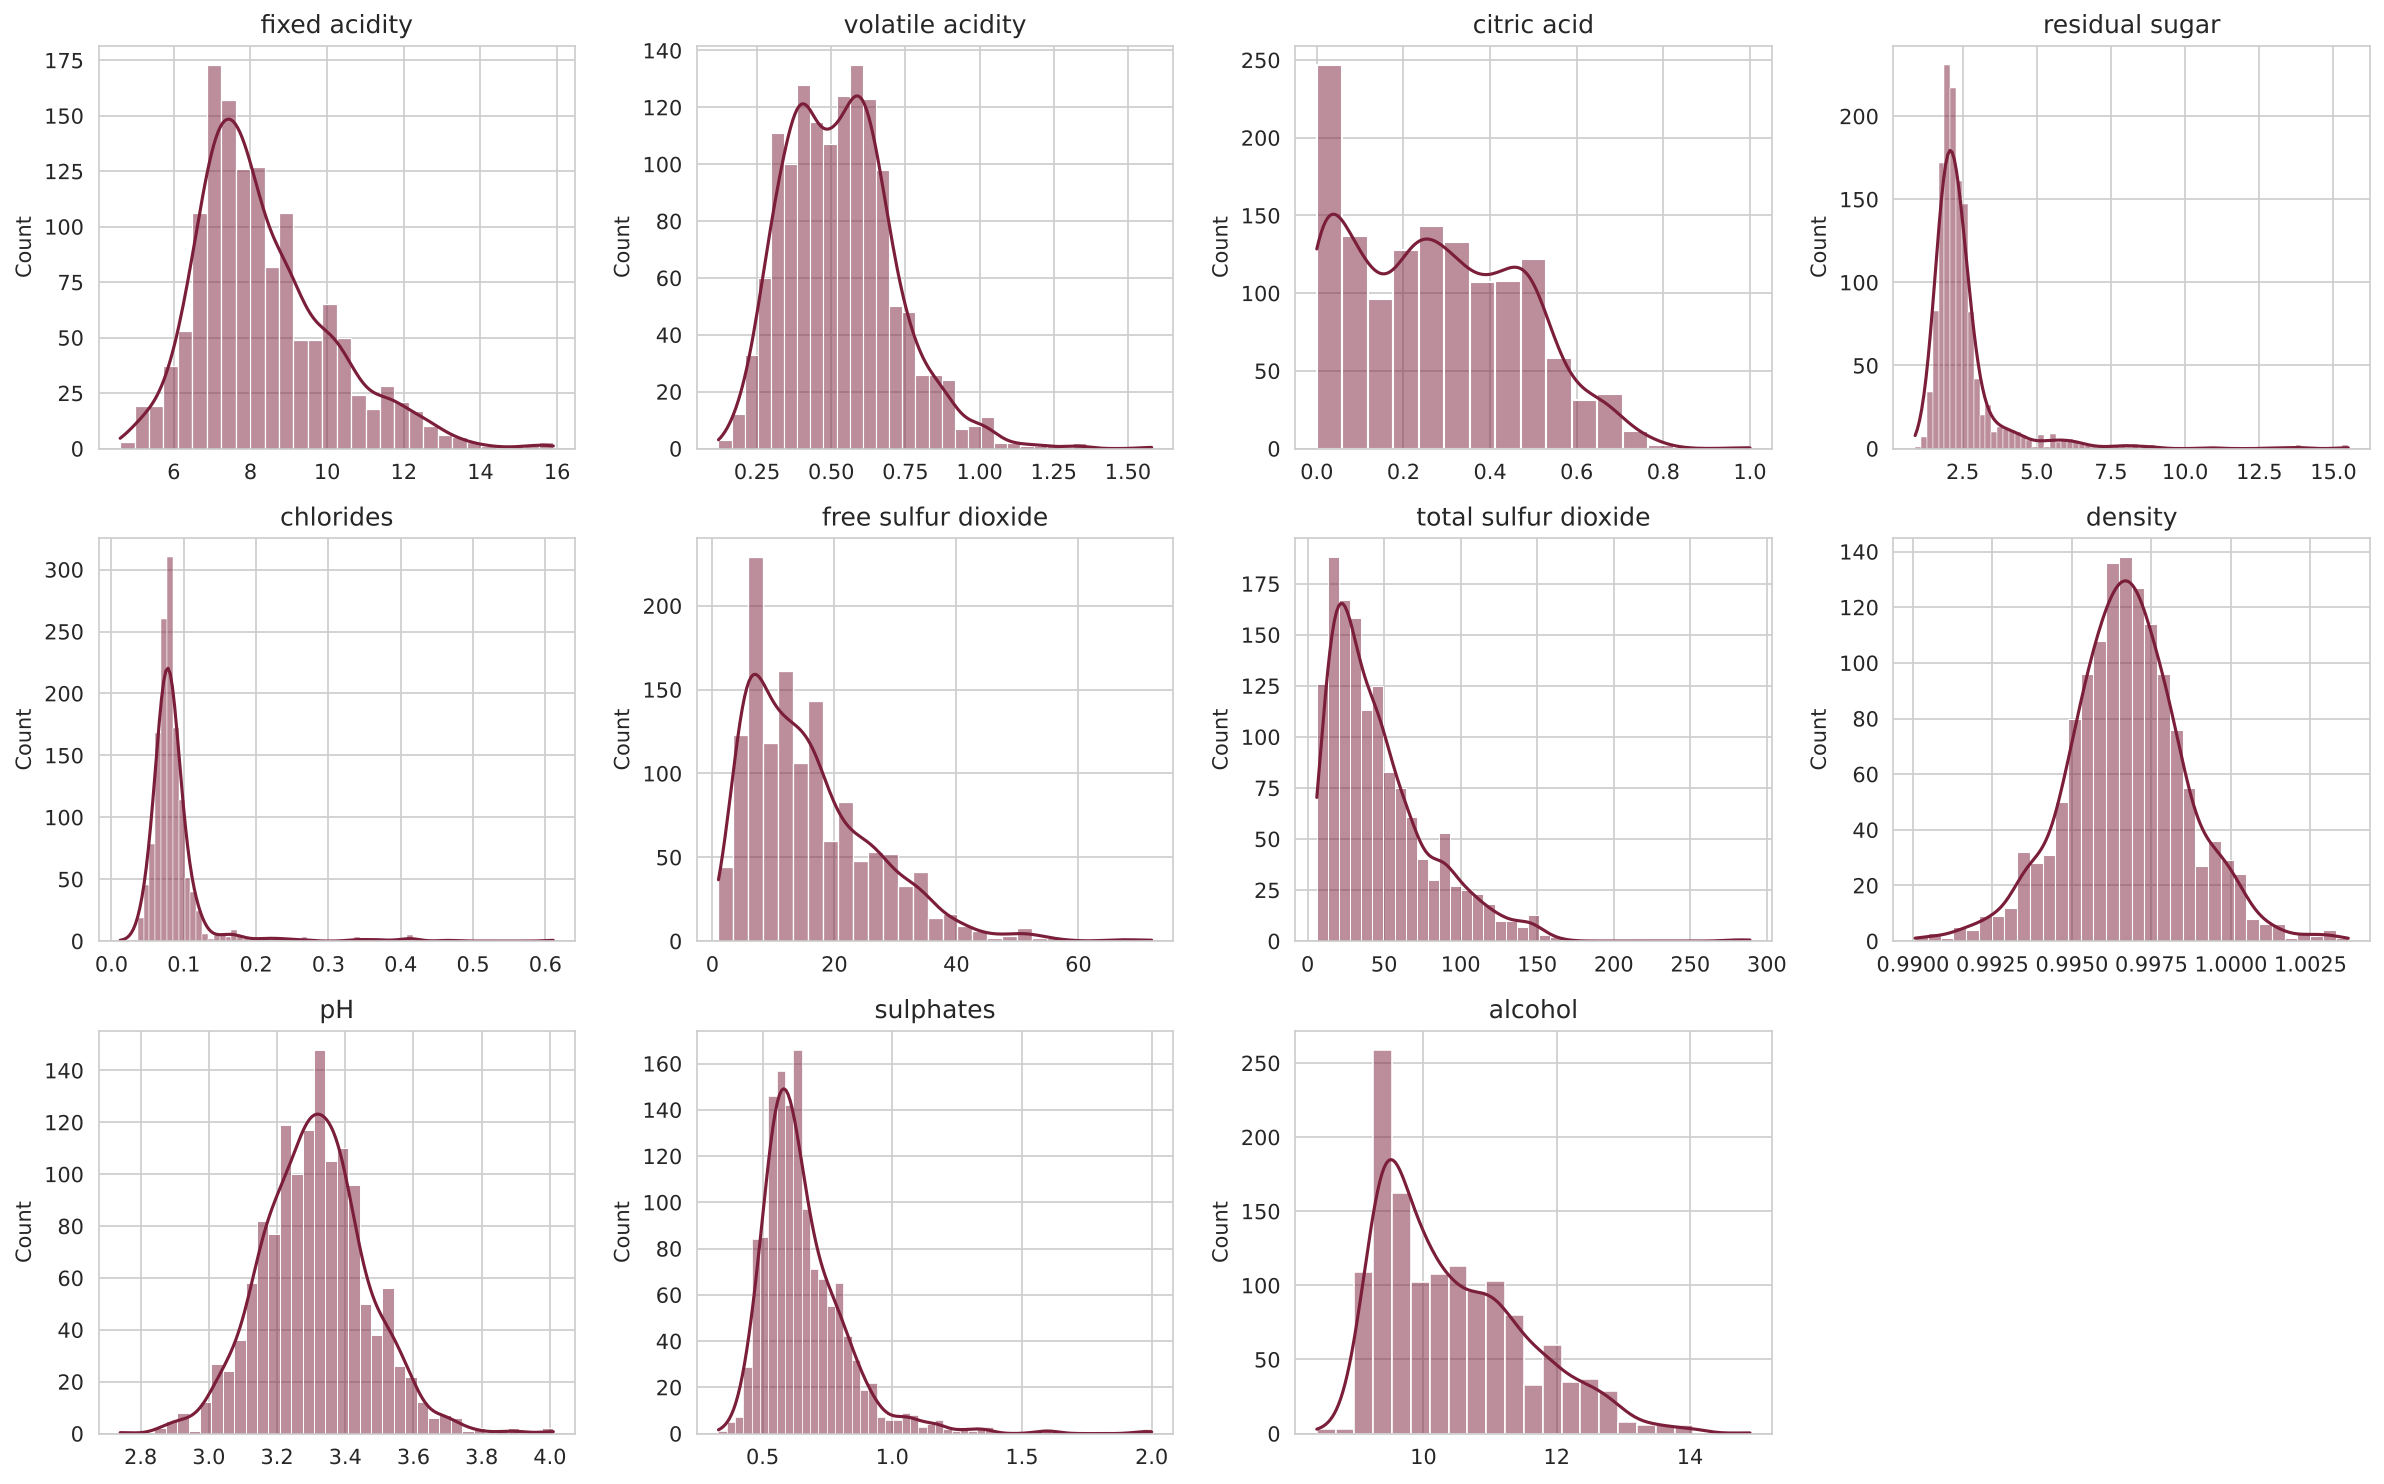 fixed acidity
volatile acidity
citric acid
residual sugar
Count
175
150
125
100
75
50
25
0
6 8 10 12 14 16
Count
140
120
100
80
60
40
20
0
0.25 0.50 0.75 1.00 1.25 1.50
Count
250
200
150
100
50
0
0.0 0.2 0.4 0.6 0.8 1.0
Count
200
150
100
50
0
2.5 5.0 7.5 10.0 12.5 15.0
chlorides
free sulfur dioxide
total sulfur dioxide
density
Count
300
250
200
150
100
50
0
0.0 0.1 0.2 0.3 0.4 0.5 0.6
Count
200
150
100
50
0
0 20 40 60
Count
175
150
125
100
75
50
25
0
0 50 100 150 200 250 300
Count
140
120
100
80
60
40
20
0
0.9900 0.9925 0.9950 0.9975 1.0000 1.0025
pH
sulphates
alcohol
Count
140
120
100
80
60
40
20
0
2.8 3.0 3.2 3.4 3.6 3.8 4.0
Count
160
140
120
100
80
60
40
20
0
0.5 1.0 1.5 2.0
Count
250
200
150
100
50
0
10 12 14